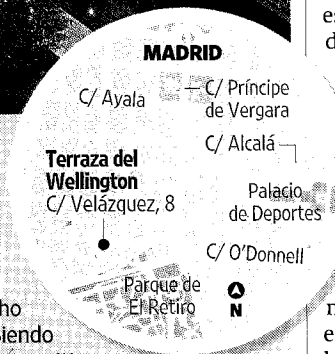 es
d
MADRID
C/ Ayala
C/ Príncipe
de Vergara
C/ Alcalá
Terraza del
Wellington
C/ Velázquez, 8
Palacio
de Deportes
C/ O'Donnell
Parque de
El Retiro
N
ho
iendo
n
e